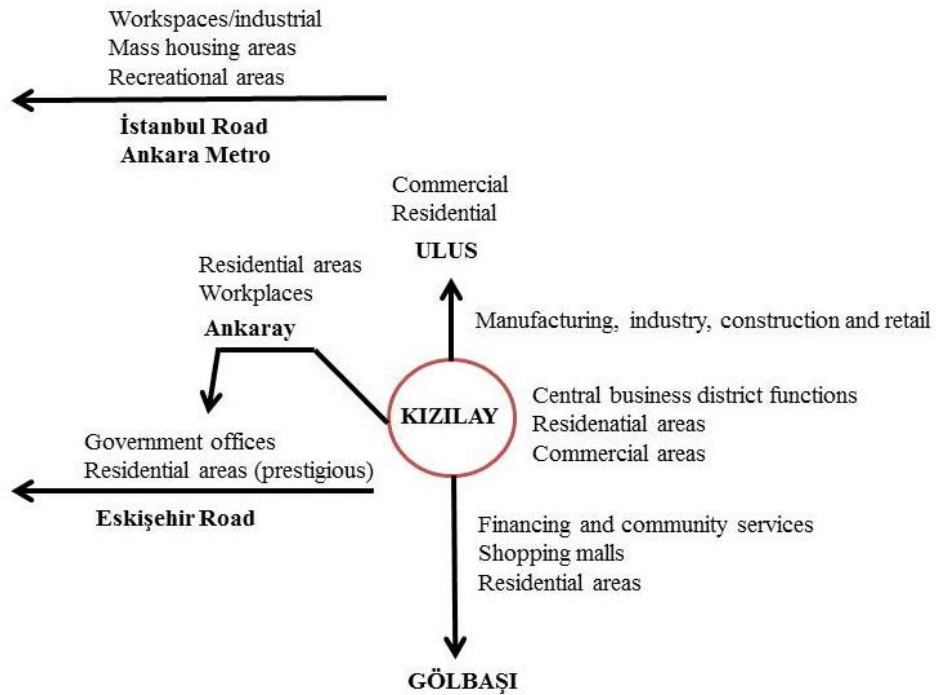 Workspaces/industrial
Mass housing areas
Recreational areas
İstanbul Road
Ankara Metro
Commercial
Residential
ULUS
Residential areas
Workplaces
Ankaray
Manufacturing, industry, construction and retail
KIZILAY
Central business district functions
Residenatial areas
Commercial areas
Government offices
Residential areas (prestigious)
Eskişehir Road
Financing and community services
Shopping malls
Residential areas
GÖLBAŞI